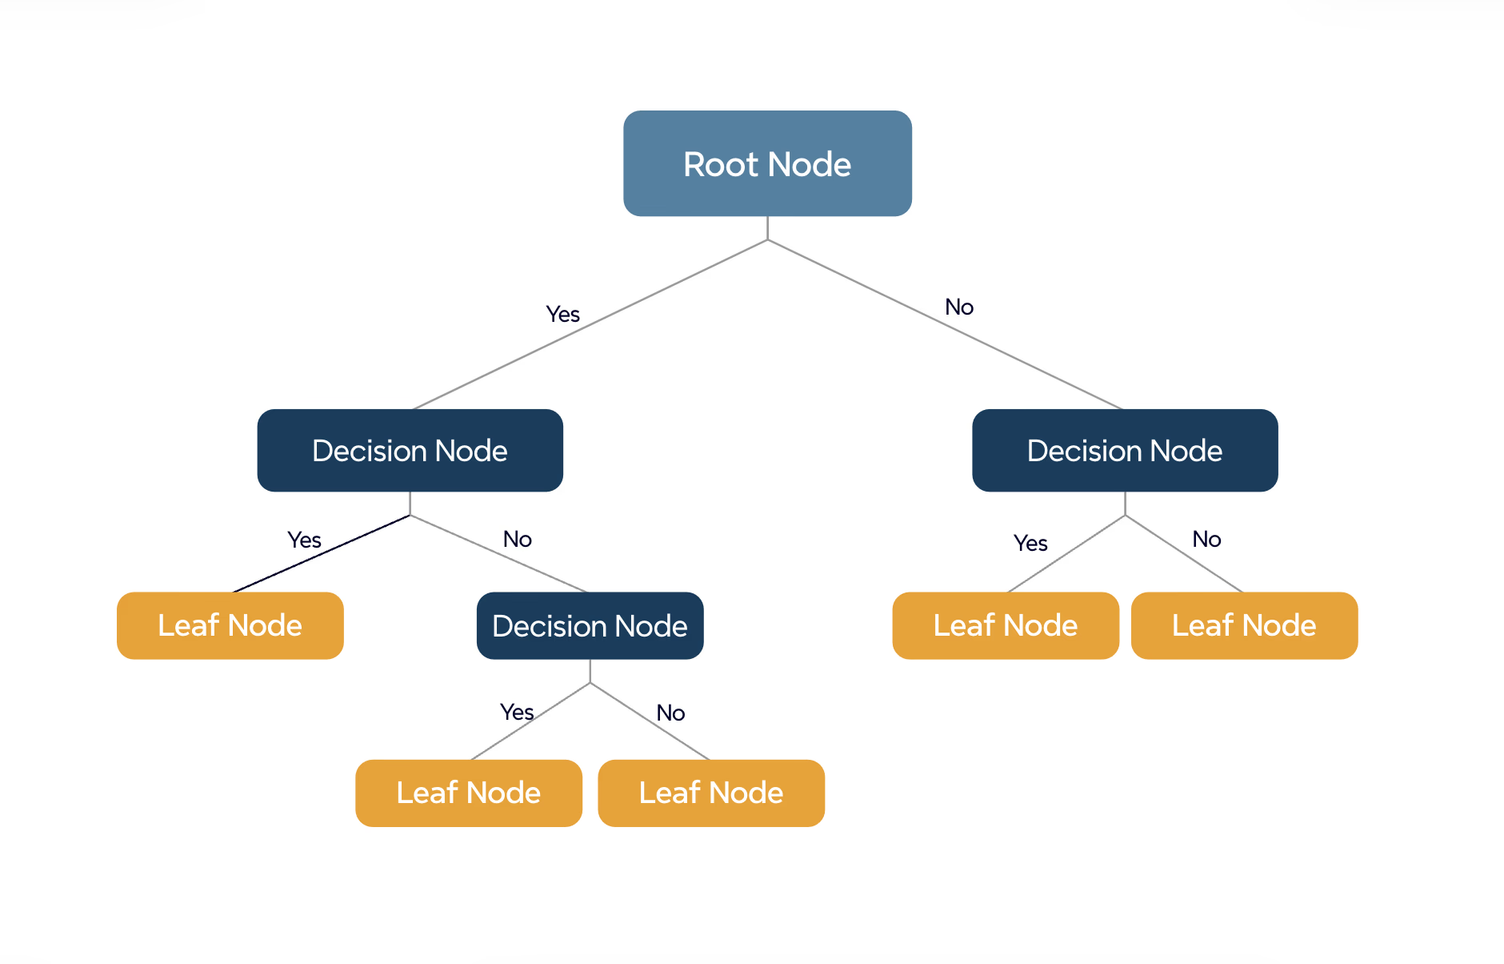 Root Node
Yes
No
Decision Node
Decision Node
Yes
No
Yes
No
Leaf Node
Decision Node
Leaf Node
Leaf Node
Yes
No
Leaf Node
Leaf Node